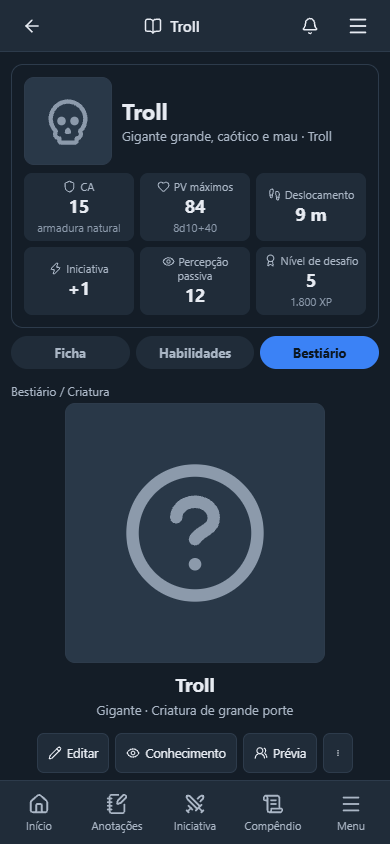 Troll
Troll
Gigante grande, caótico e mau · Troll
CA
15
armadura natural
PV máximos
84
8d10+40
Deslocamento
9 m
Iniciativa
+1
Percepção
passiva
12
Nível de desafio
5
1.800 XP
Ficha
Habilidades
Bestiário
Bestiário / Criatura
?
Troll
Gigante · Criatura de grande porte
Editar
Conhecimento
Prévia
Início
Anotações
Iniciativa
Compêndio
Menu